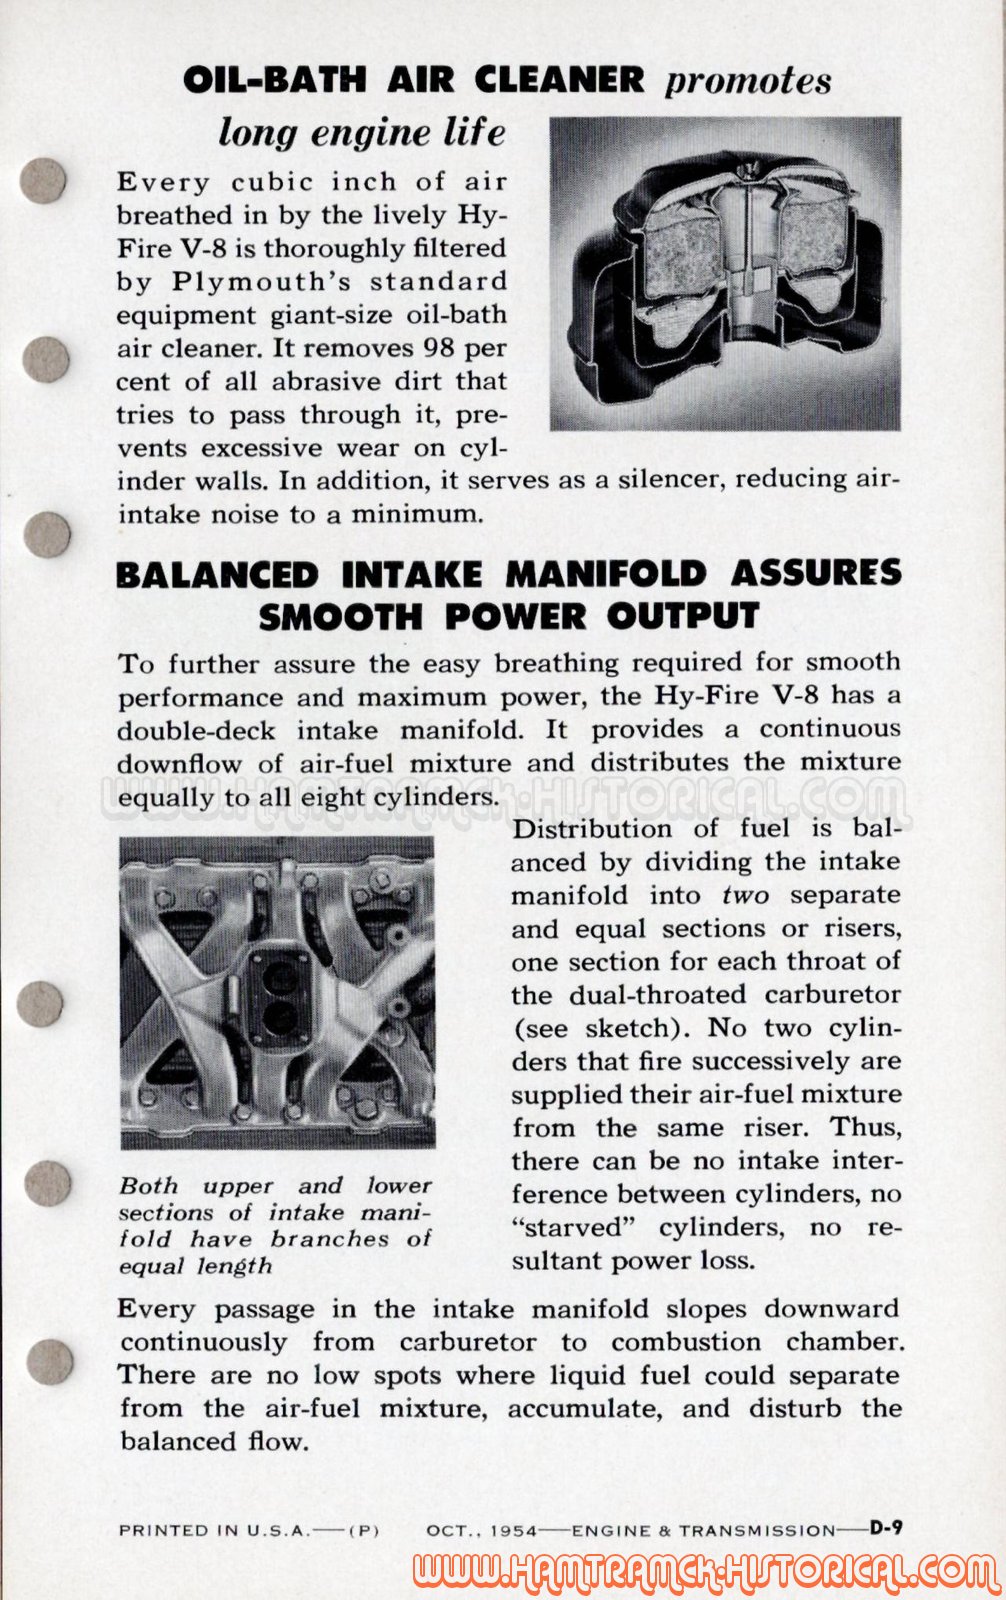 OIL-BATH AIR CLEANER promotes
long engine life
Every cubic inch of air
breathed in by the lively Hy-
Fire V-8 is thoroughly filtered
by Plymouth's standard
equipment giant-size oil-bath
air cleaner. It removes 98 per
cent of all abrasive dirt that
tries to pass through it, pre-
vents excessive wear on cyl-
inder walls. In addition, it serves as a silencer, reducing air-
intake noise to a minimum.
BALANCED INTAKE MANIFOLD ASSURES
SMOOTH POWER OUTPUT
To further assure the easy breathing required for smooth
performance and maximum power, the Hy-Fire V-8 has a
double-deck intake manifold. It provides a continuous
downflow of air-fuel mixture and distributes the mixture
equally to all eight cylinders.
WWW.HAMTRAMCK-HISTORICAL.COM
Distribution of fuel is bal-
anced by dividing the intake
manifold into two separate
and equal sections or risers,
one section for each throat of
the dual-throated carburetor
(see sketch). No two cylin-
ders that fire successively are
supplied their air-fuel mixture
from the same riser. Thus,
there can be no intake inter-
ference between cylinders, no
“starved” cylinders, no re-
sultant power loss.
Both upper and lower
sections of intake mani-
fold have branches of
equal length
Every passage in the intake manifold slopes downward
continuously from carburetor to combustion chamber.
There are no low spots where liquid fuel could separate
from the air-fuel mixture, accumulate, and disturb the
balanced flow.
PRINTED IN U.S.A.—(P) OCT., 1954—ENGINE & TRANSMISSION—D-9
WWW.HAMTRAMCK-HISTORICAL.COM